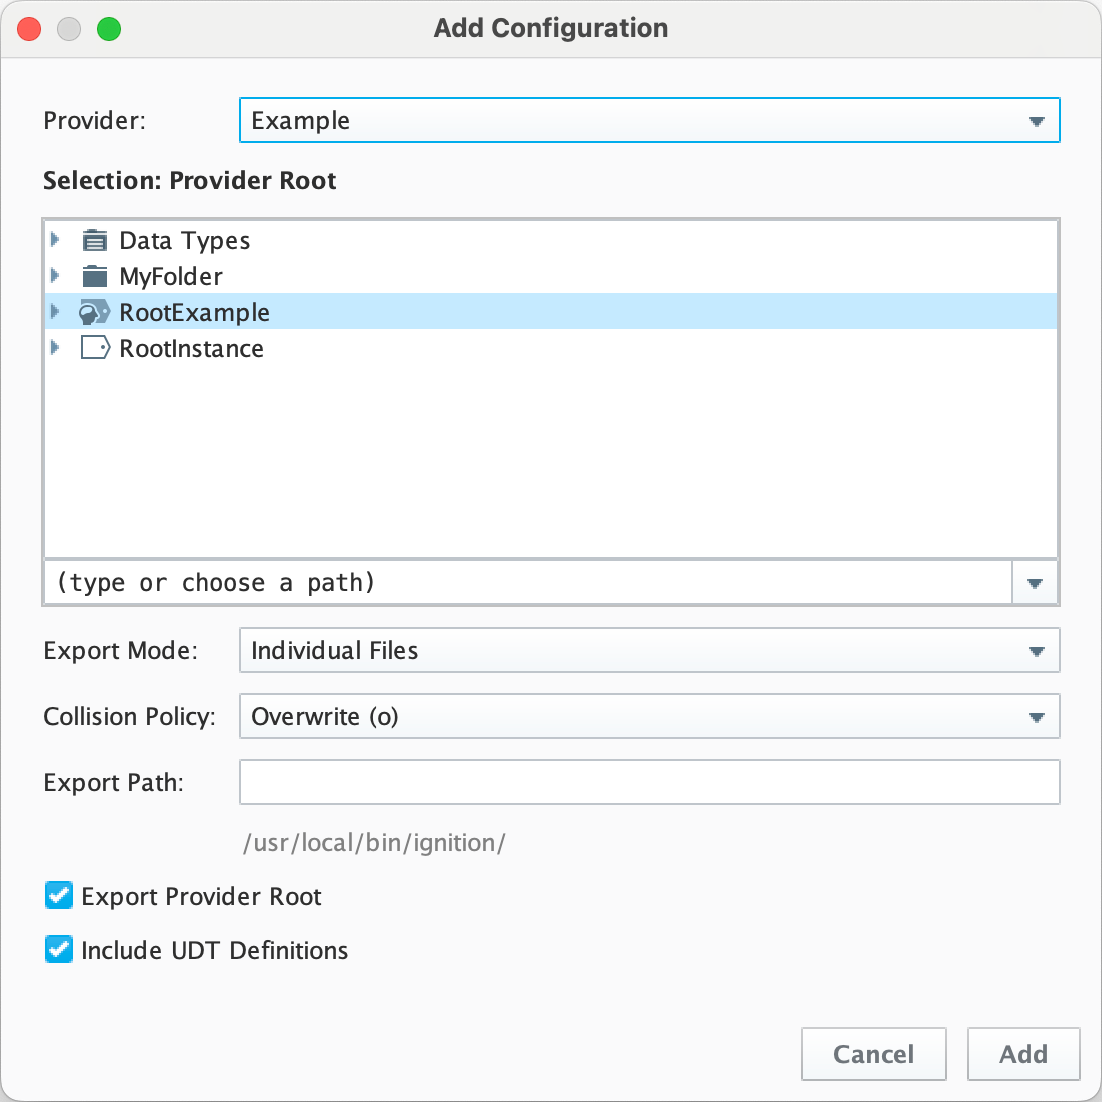 Add Configuration
Provider: Example
Selection: Provider Root
Data Types
MyFolder
RootExample
RootInstance
(type or choose a path)
Export Mode: Individual Files
Collision Policy: Overwrite (o)
Export Path:
/usr/local/bin/ignition/
Export Provider Root
Include UDT Definitions
Cancel Add